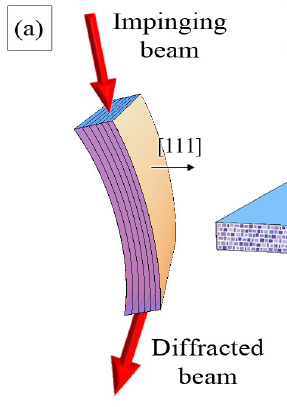 (a)
Impinging
beam
[111]
Diffracted
beam